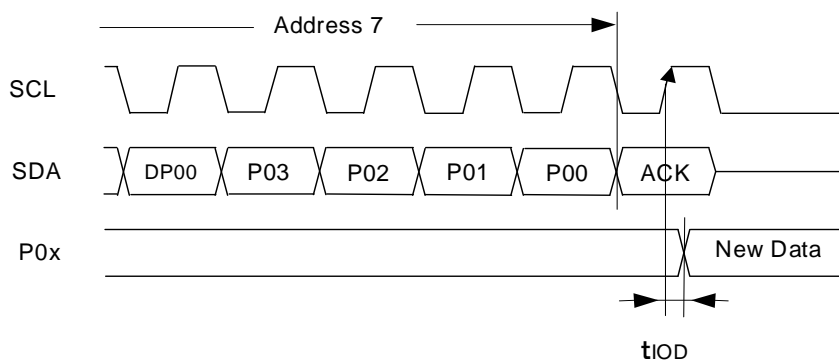 Address 7
SCL
SDA DP00 P03 P02 P01 P00 ACK
P0x New Data
tIOD